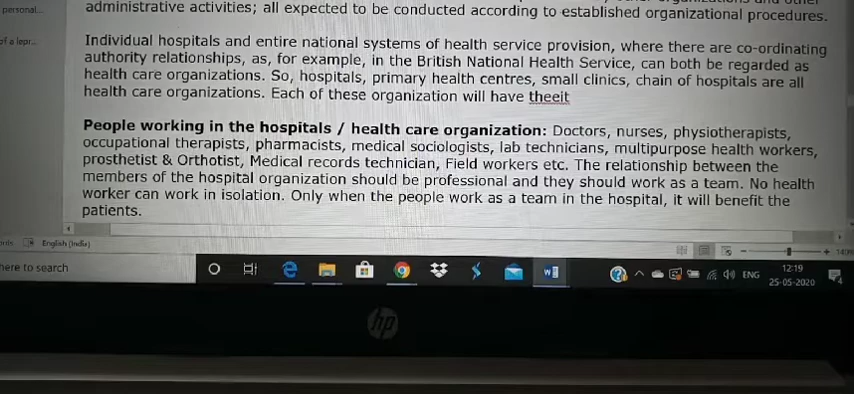 administrative activities; all expected to be conducted according to established organizational procedures.
personal...
of a lepr...
Individual hospitals and entire national systems of health service provision, where there are co-ordinating
authority relationships, as, for example, in the British National Health Service, can both be regarded as
health care organizations. So, hospitals, primary health centres, small clinics, chain of hospitals are all
health care organizations. Each of these organization will have theeit
People working in the hospitals / health care organization: Doctors, nurses, physiotherapists,
occupational therapists, pharmacists, medical sociologists, lab technicians, multipurpose health workers,
prosthetist & Orthotist, Medical records technician, Field workers etc. The relationship between the
members of the hospital organization should be professional and they should work as a team. No health
worker can work in isolation. Only when the people work as a team in the hospital, it will benefit the
patients.
English (India)
here to search
ENG
12:19
25-05-2020
hp